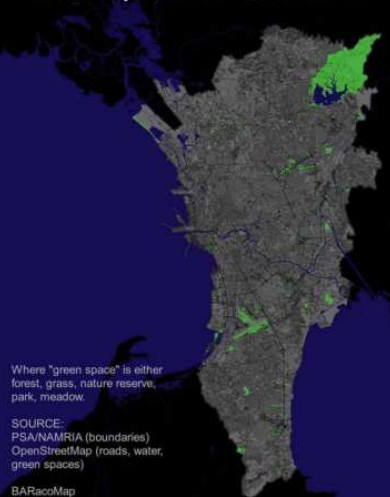 Where "green space" is either
forest, grass, nature reserve,
park, meadow.
SOURCE:
PSA/NAMRIA (boundaries)
OpenStreetMap (roads, water,
green spaces)
BARacoMap